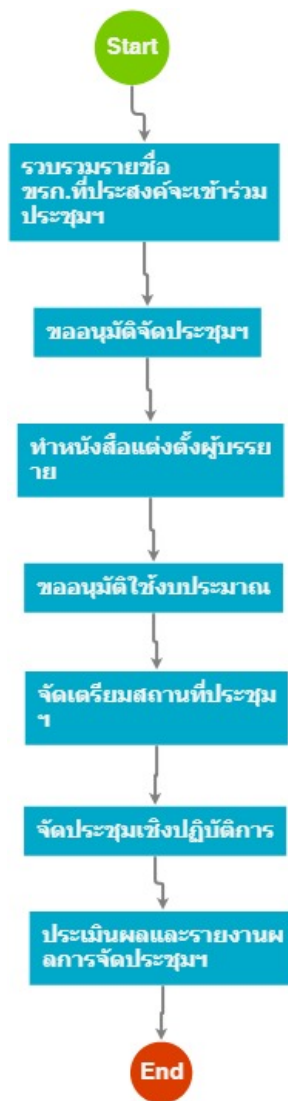 Start
รวบรวมรายชื่อ
ขรก.ที่ประสงค์จะเข้าร่วม
ประชุมฯ
ขออนุมัติจัดประชุมฯ
ทำหนังสือแต่งตั้งผู้บรรย
าย
ขออนุมัติใช้งบประมาณ
จัดเตรียมสถานที่ประชุม
ฯ
จัดประชุมเชิงปฏิบัติการ
ประเมินผลและรายงานผ
ลการจัดประชุมฯ
End